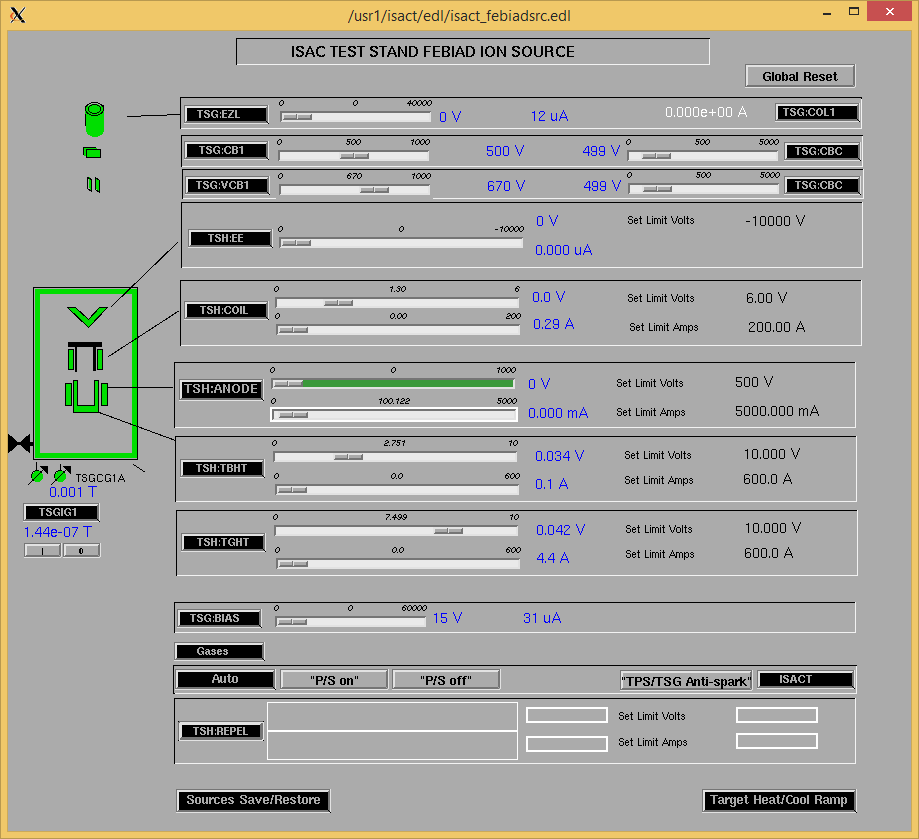 /usr1/isact/edl/isact_febiadsrc.edl
ISAC TEST STAND FEBIAD ION SOURCE
Global Reset
TSG:EZL 0 0 40000 0 V 12 uA 0.000e+00 A TSG:COL1
TSG:CB1 0 500 1000 500 V 499 V 0 500 5000 TSG:CBC
TSG:VCB1 0 670 1000 670 V 499 V 0 500 5000 TSG:CBC
TSH:EE 0 0 -10000 0 V Set Limit Volts -10000 V
0.000 uA
TSH:COIL 0 1.30 6 0.0 V Set Limit Volts 6.00 V
0 0.00 200 0.29 A Set Limit Amps 200.00 A
TSH:ANODE 0 0 1000 0 V Set Limit Volts 500 V
0 100.122 5000 0.000 mA Set Limit Amps 5000.000 mA
TSH:TBHT 0 2.751 10 0.034 V Set Limit Volts 10.000 V
0 0.0 600 0.1 A Set Limit Amps 600.0 A
TSGCG1A
0.001 T
TSGIG1
1.44e-07 T
I 0
TSH:TGHT 0 7.499 10 0.042 V Set Limit Volts 10.000 V
0 0.0 600 4.4 A Set Limit Amps 600.0 A
TSG:BIAS 0 0 60000 15 V 31 uA
Gases
Auto "P/S on" "P/S off" "TPS/TSG Anti-spark" ISACT
TSH:REPEL Set Limit Volts
Set Limit Amps
Sources Save/Restore Target Heat/Cool Ramp